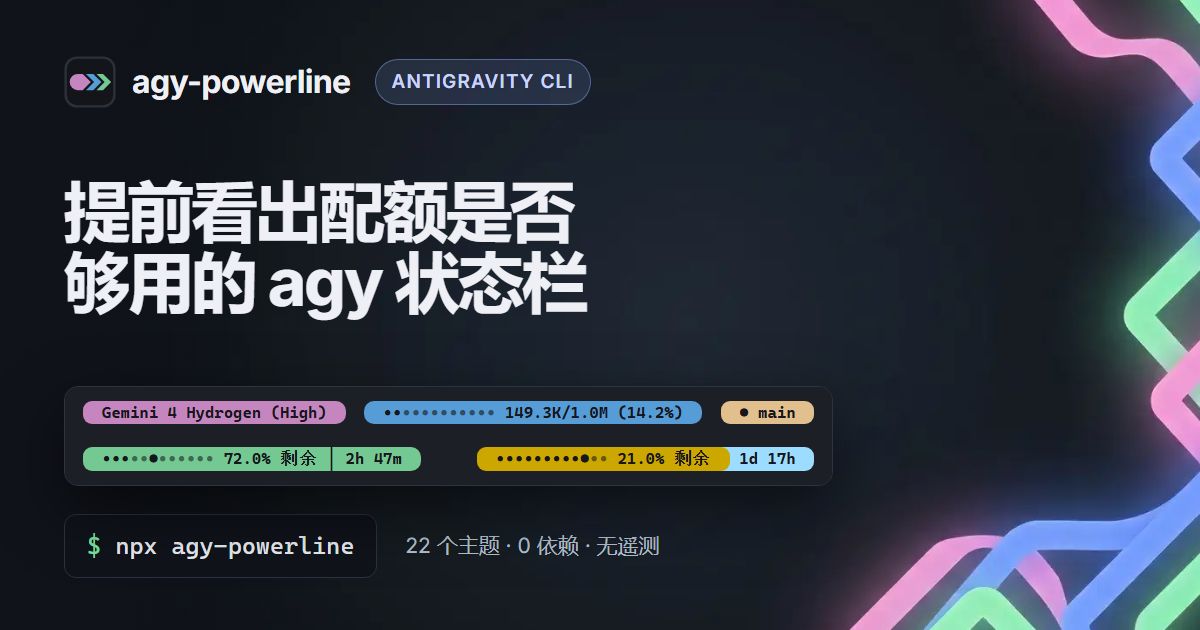 agy-powerline ANTIGRAVITY CLI
提前看出配额是否
够用的 agy 状态栏
Gemini 4 Hydrogen (High) 149.3K/1.0M (14.2%) ● main
72.0% 剩余 2h 47m 21.0% 剩余 1d 17h
$ npx agy-powerline 22 个主题 · 0 依赖 · 无遥测